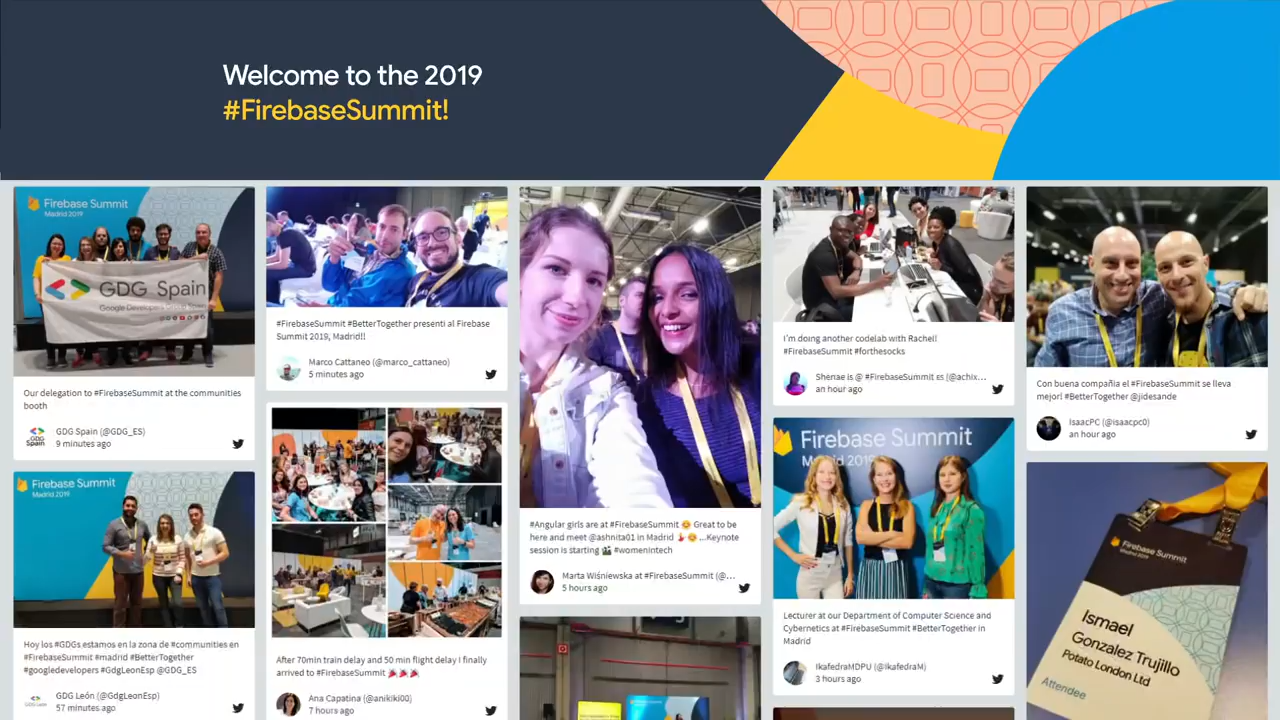 Welcome to the 2019
#FirebaseSummit!
Firebase Summit
Madrid 2019
GDG Spain
Our delegation to #FirebaseSummit at the communities
booth
GDG Spain (@GDG_ES)
9 minutes ago
Firebase Summit
Madrid 2019
Hoy los #GDGs estamos en la zona de #communities en
#FirebaseSummit #madrid #BetterTogether
#googledevelopers #GdgLeonEsp @GDG_ES
GDG León (@GdgLeonEsp)
57 minutes ago
#FirebaseSummit #BetterTogether presenti al Firebase
Summit 2019, Madrid!!
Marco Cattaneo (@marco_cattaneo)
5 minutes ago
After 70min train delay and 50 min flight delay I finally
arrived to #FirebaseSummit 🎉🎉🎉
Ana Capatina (@anikiki00)
7 hours ago
#Angular girls are at #FirebaseSummit 😊 Great to be
here and meet @ashnita01 in Madrid 💃😊...Keynote
session is starting 📽 #womenintech
Marta Wiśniewska at #FirebaseSummit (@...
5 hours ago
I'm doing another codelab with Rachel!
#FirebaseSummit #forthesocks
Shenae is @ #FirebaseSummit ES (@achix...
an hour ago
Firebase Summit
Madrid 2019
Lecturer at our Department of Computer Science and
Cybernetics at #FirebaseSummit #BetterTogether in
Madrid
IkafedraMDPU (@IkafedraM)
3 hours ago
Con buena compañia el #FirebaseSummit se lleva
mejor! #BetterTogether @jidesande
IsaacPC (@isaacpc0)
an hour ago
Firebase Summit
Madrid 2019
Ismael
Gonzalez Trujillo
Potato London Ltd
Attendee